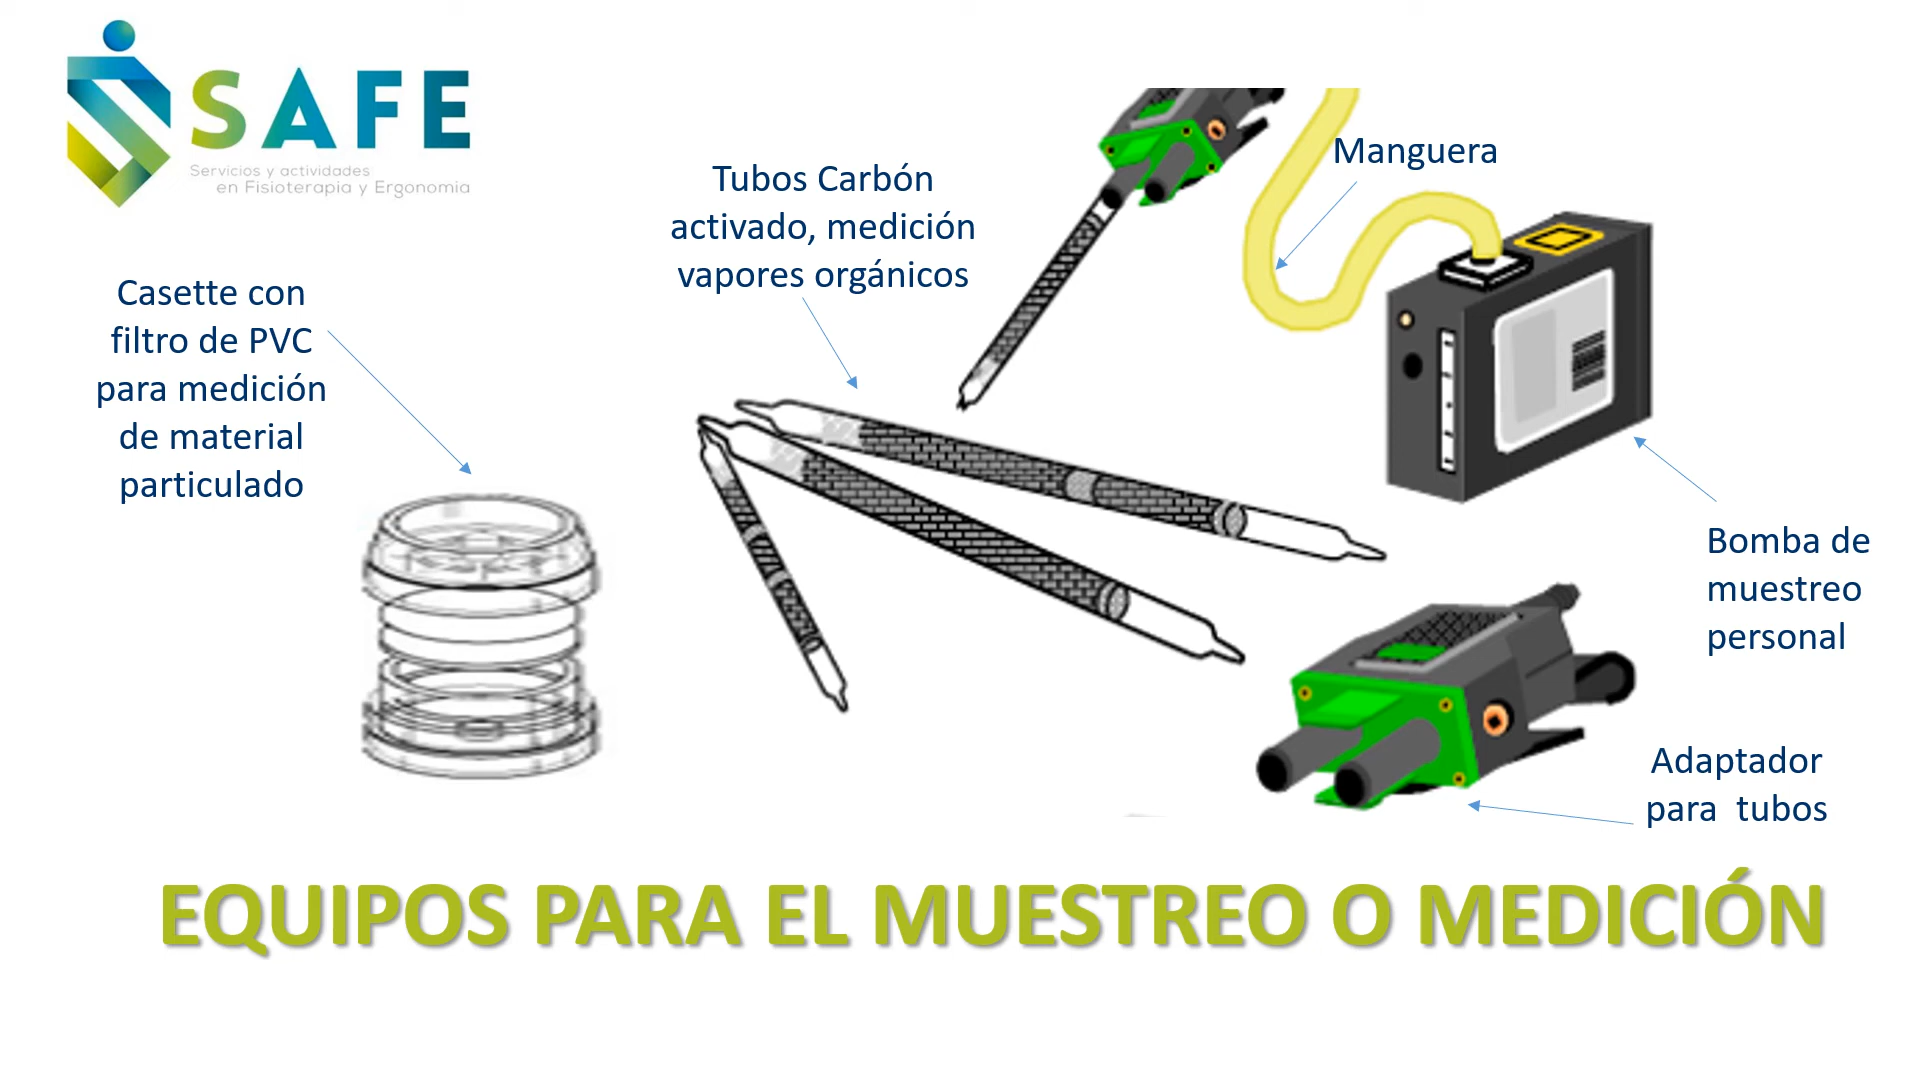 SAFE
Servicios y actividades
en Fisioterapia y Ergonomia
Casette con
filtro de PVC
para medición
de material
particulado
Tubos Carbón
activado, medición
vapores orgánicos
Manguera
Bomba de
muestreo
personal
Adaptador
para  tubos
EQUIPOS PARA EL MUESTREO O MEDICIÓN